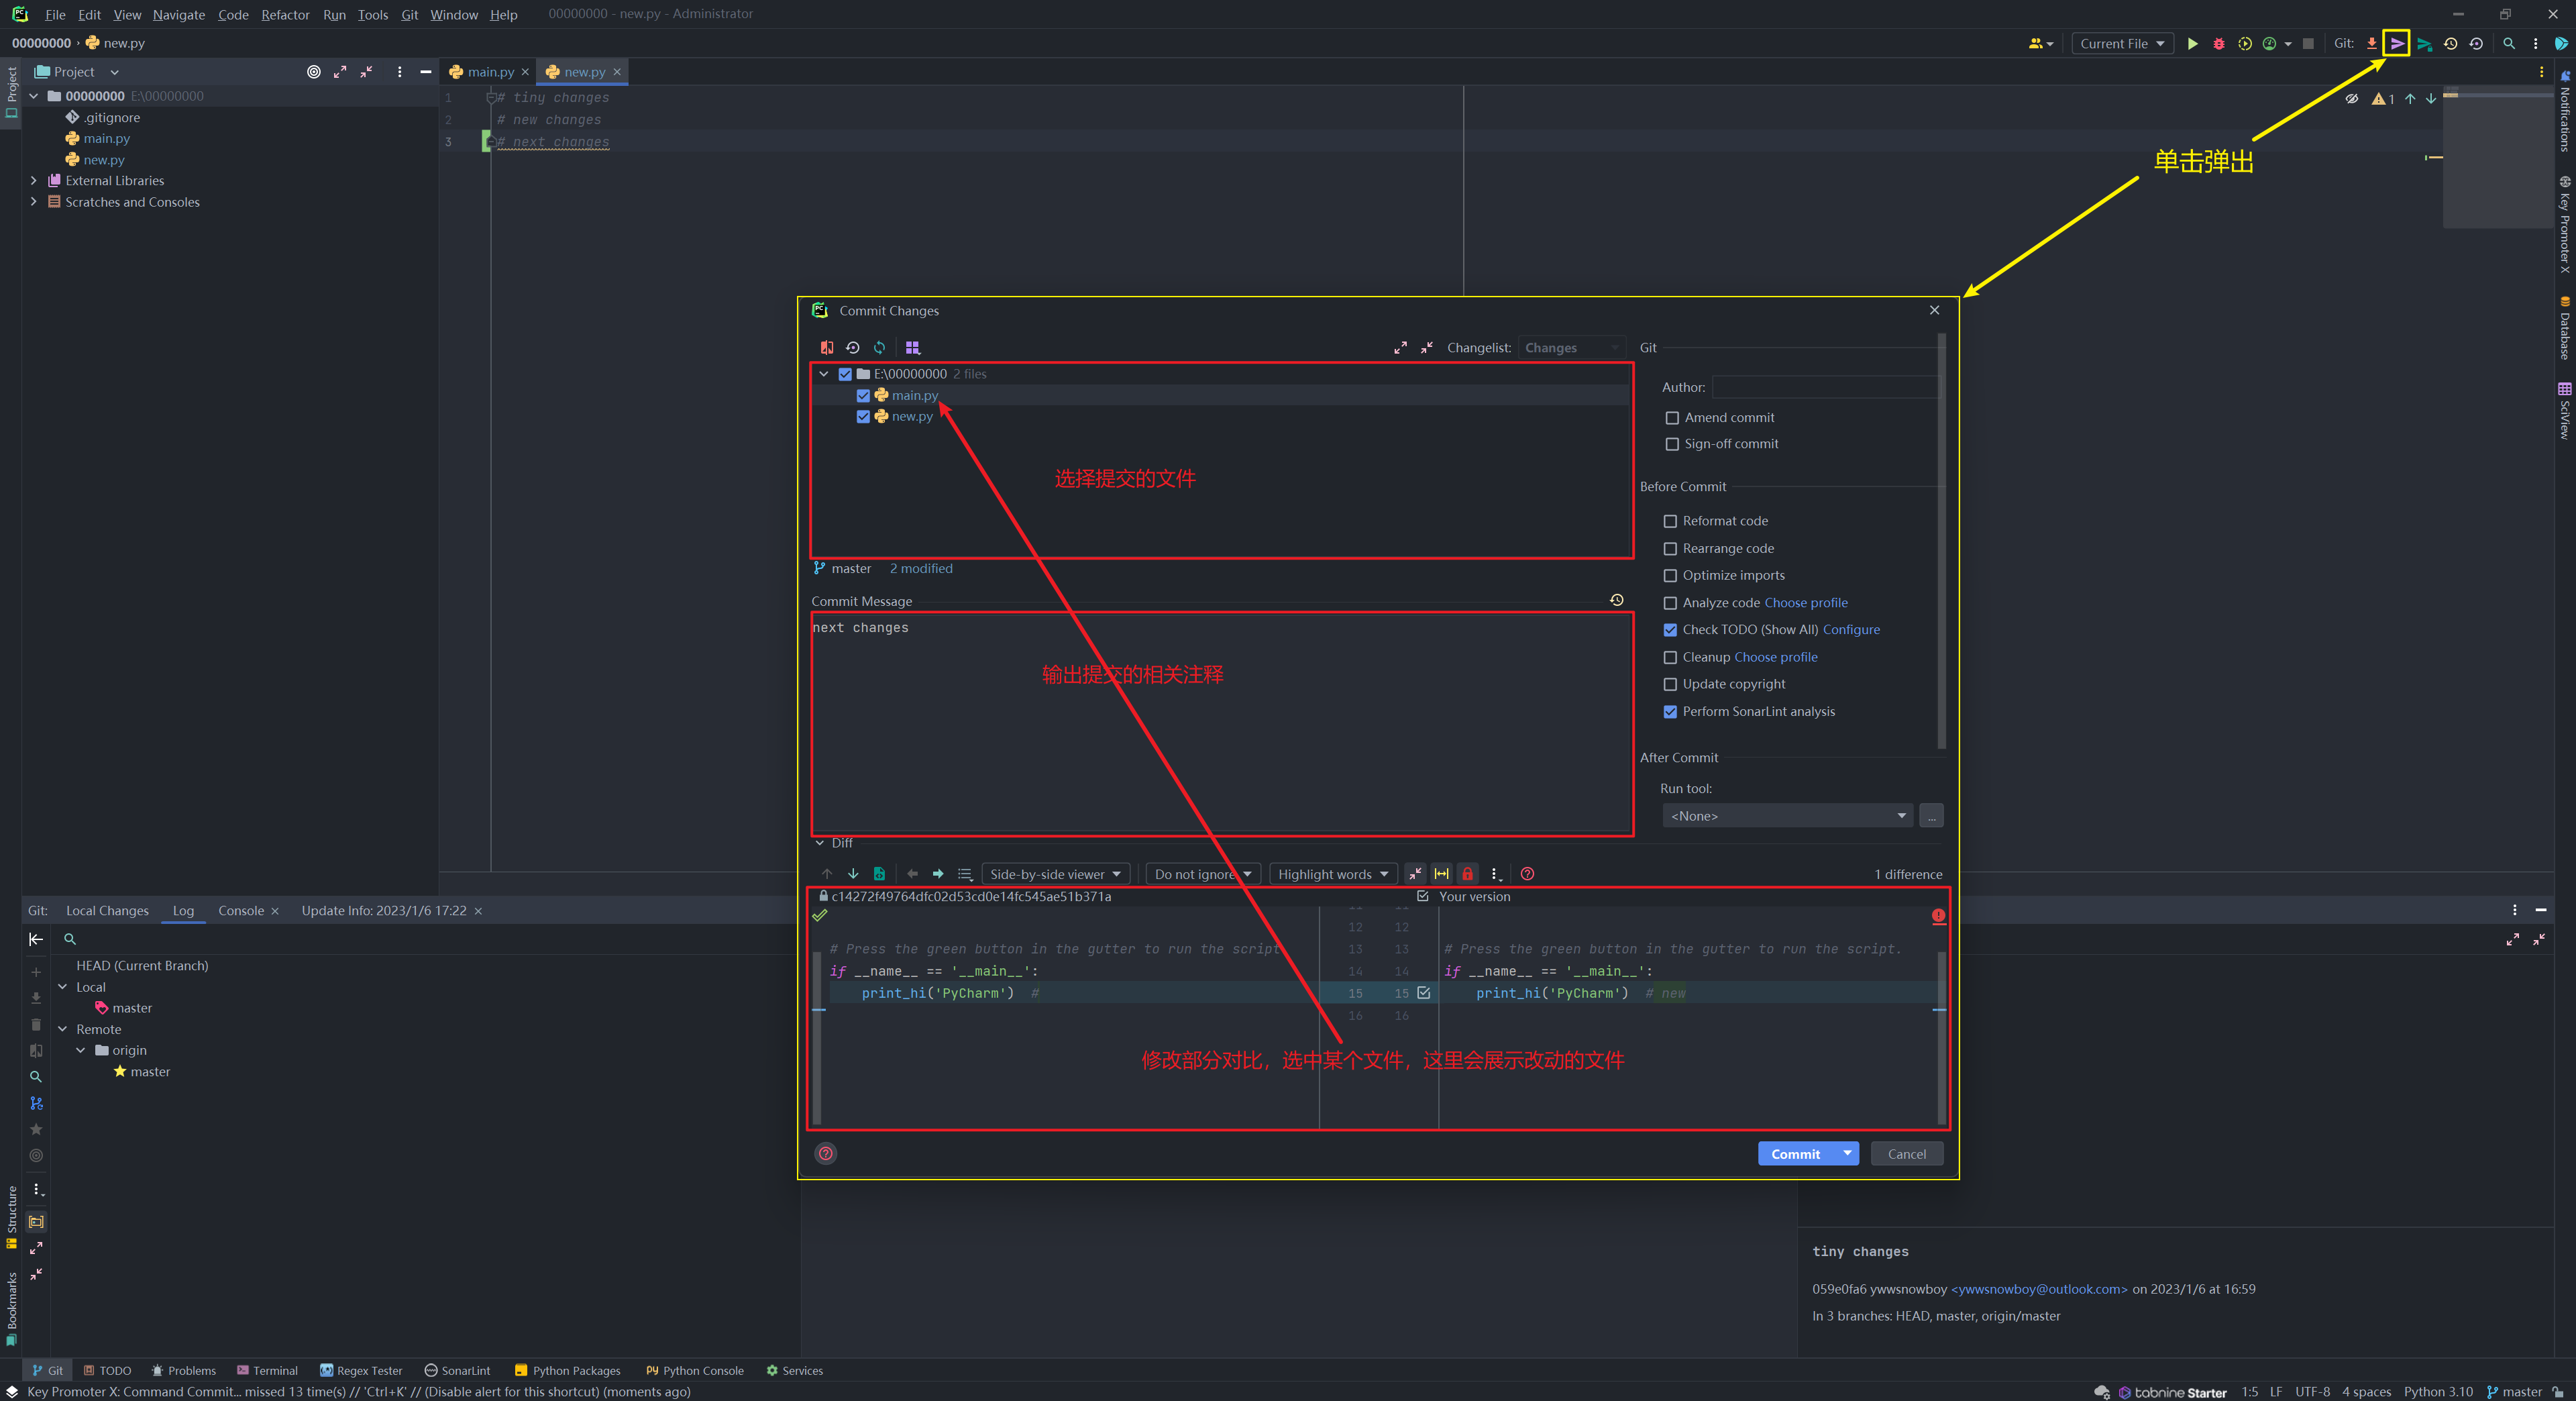 File Edit View Navigate Code Refactor Run Tools Git Window Help 00000000 - new.py - Administrator
00000000 › new.py
Current File
Git:
Project
main.py
new.py
00000000 E:\00000000
.gitignore
main.py
new.py
External Libraries
Scratches and Consoles
1 # tiny changes
2 # new changes
3 # next changes
1
单击弹出
Project
Structure
Bookmarks
Notifications
Key Promoter X
Database
SciView
Commit Changes
Changelist: Changes
E:\00000000 2 files
main.py
new.py
选择提交的文件
master 2 modified
Commit Message
next changes
输出提交的相关注释
Git
Author:
Amend commit
Sign-off commit
Before Commit
Reformat code
Rearrange code
Optimize imports
Analyze code Choose profile
Check TODO (Show All) Configure
Cleanup Choose profile
Update copyright
Perform SonarLint analysis
After Commit
Run tool:
<None>
...
Diff
Side-by-side viewer
Do not ignore
Highlight words
1 difference
c14272f49764dfc02d53cd0e14fc545ae51b371a
Your version
12 12
# Press the green button in the gutter to run the script 13 13 # Press the green button in the gutter to run the script.
if __name__ == '__main__': 14 14 if __name__ == '__main__':
print_hi('PyCharm') # 15 15 print_hi('PyCharm') # new
16 16
修改部分对比，选中某个文件，这里会展示改动的文件
Commit
Cancel
Git: Local Changes Log Console Update Info: 2023/1/6 17:22
HEAD (Current Branch)
Local
master
Remote
origin
master
tiny changes
059e0fa6 ywwsnowboy <ywwsnowboy@outlook.com> on 2023/1/6 at 16:59
In 3 branches: HEAD, master, origin/master
Git TODO Problems Terminal Regex Tester SonarLint Python Packages Python Console Services
Key Promoter X: Command Commit... missed 13 time(s) // 'Ctrl+K' // (Disable alert for this shortcut) (moments ago)
tabnine Starter 1:5 LF UTF-8 4 spaces Python 3.10 master